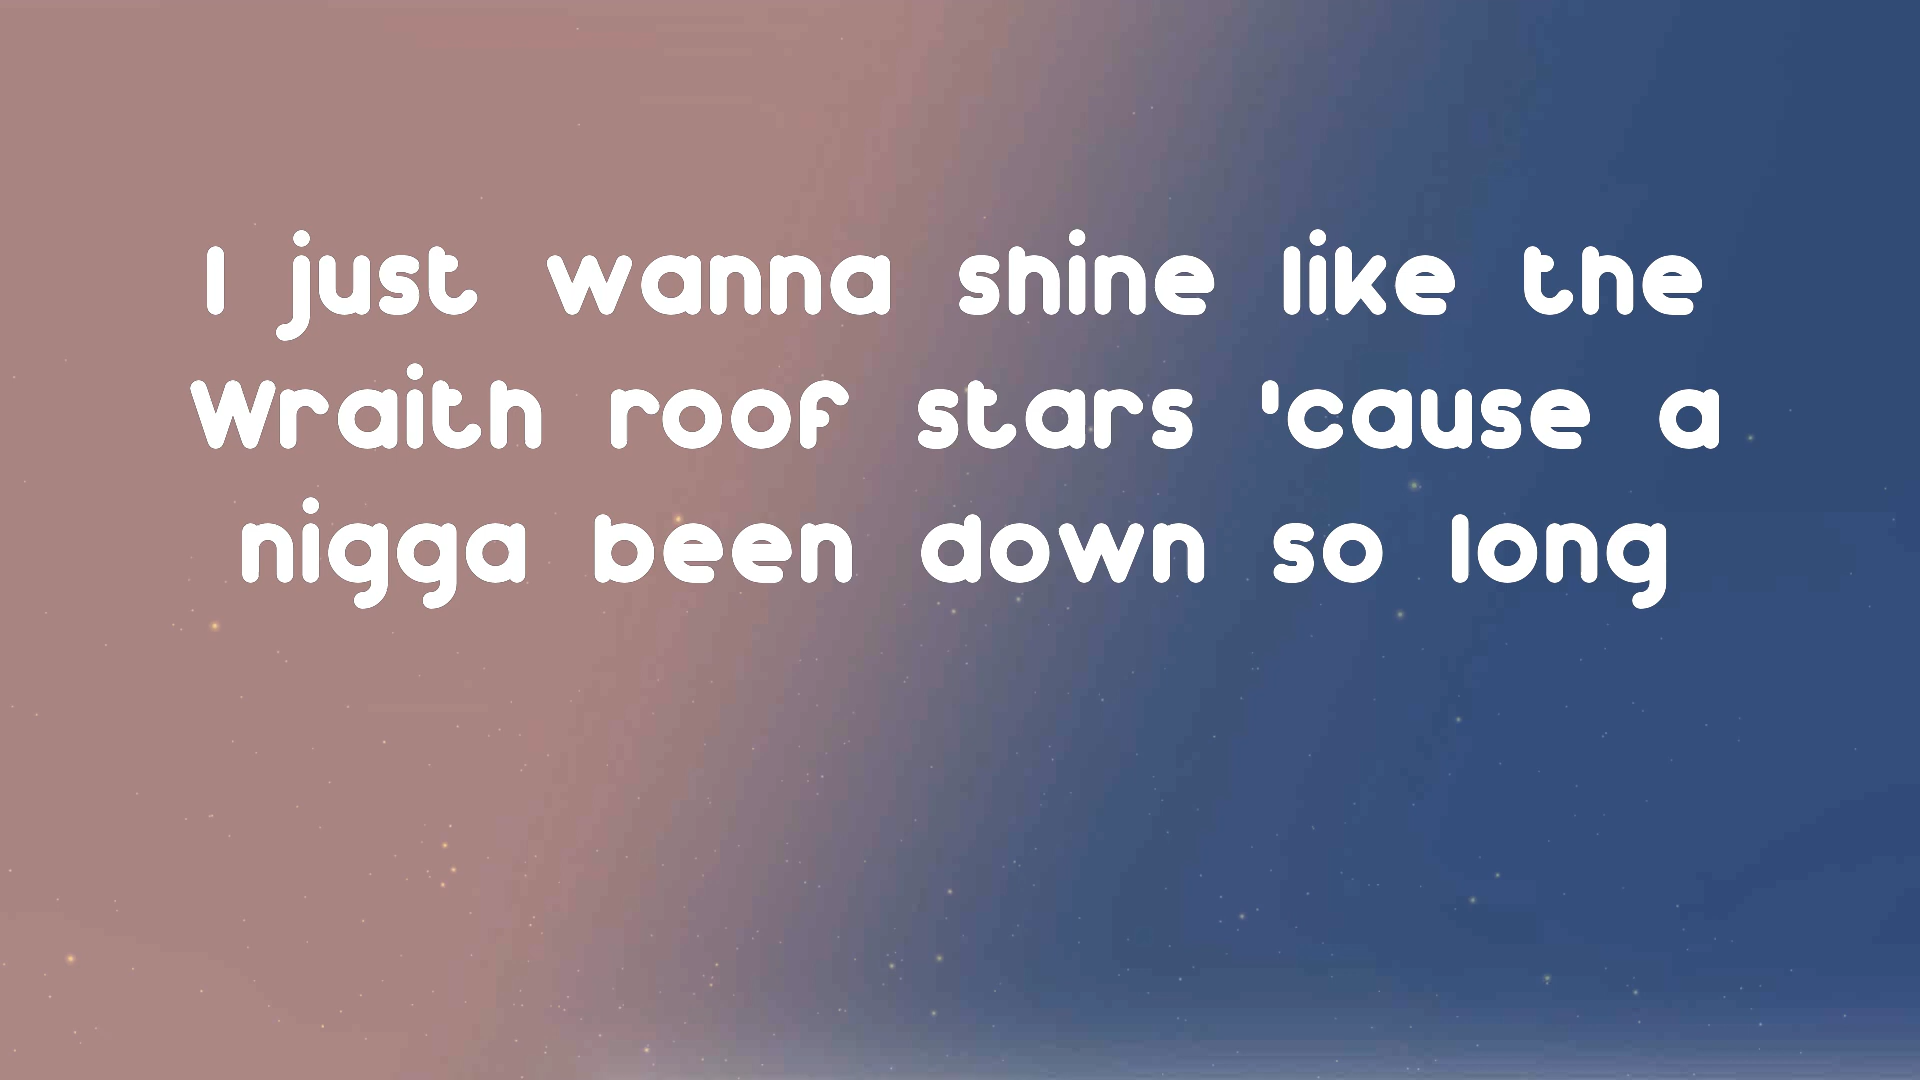 I just wanna shine like the
Wraith roof stars 'cause a
nigga been down so long